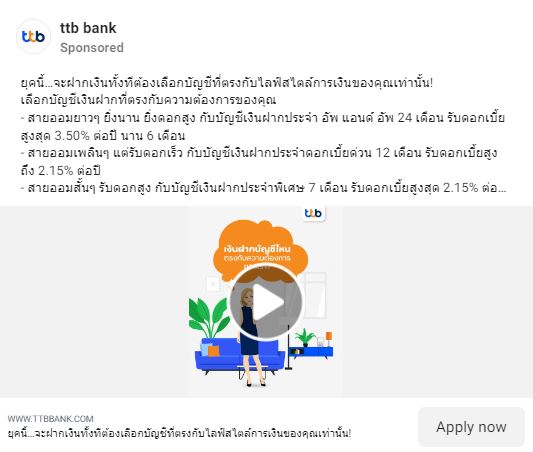 ttb
ttb bank
Sponsored
ยุคนี้...จะฝากเงินทั้งทีต้องเลือกบัญชีที่ตรงกับไลฟ์สไตล์การเงินของคุณเท่านั้น!
เลือกบัญชีเงินฝากที่ตรงกับความต้องการของคุณ
- สายออมยาวๆ ยิ่งนาน ยิ่งดอกสูง กับบัญชีเงินฝากประจำ อัพ แอนด์ อัพ 24 เดือน รับดอกเบี้ย
สูงสุด 3.50% ต่อปี นาน 6 เดือน
- สายออมเพลินๆ แต่รับดอกเร็ว กับบัญชีเงินฝากประจำดอกเบี้ยด่วน 12 เดือน รับดอกเบี้ยสูง
ถึง 2.15% ต่อปี
- สายออมสั้นๆ รับดอกสูง กับบัญชีเงินฝากประจำพิเศษ 7 เดือน รับดอกเบี้ยสูงสุด 2.15% ต่อ...
ttb
เงินฝากบัญชีไหน
ตรงกับความต้องการ
WWW.TTBBANK.COM
ยุคนี้...จะฝากเงินทั้งทีต้องเลือกบัญชีที่ตรงกับไลฟ์สไตล์การเงินของคุณเท่านั้น!
Apply now